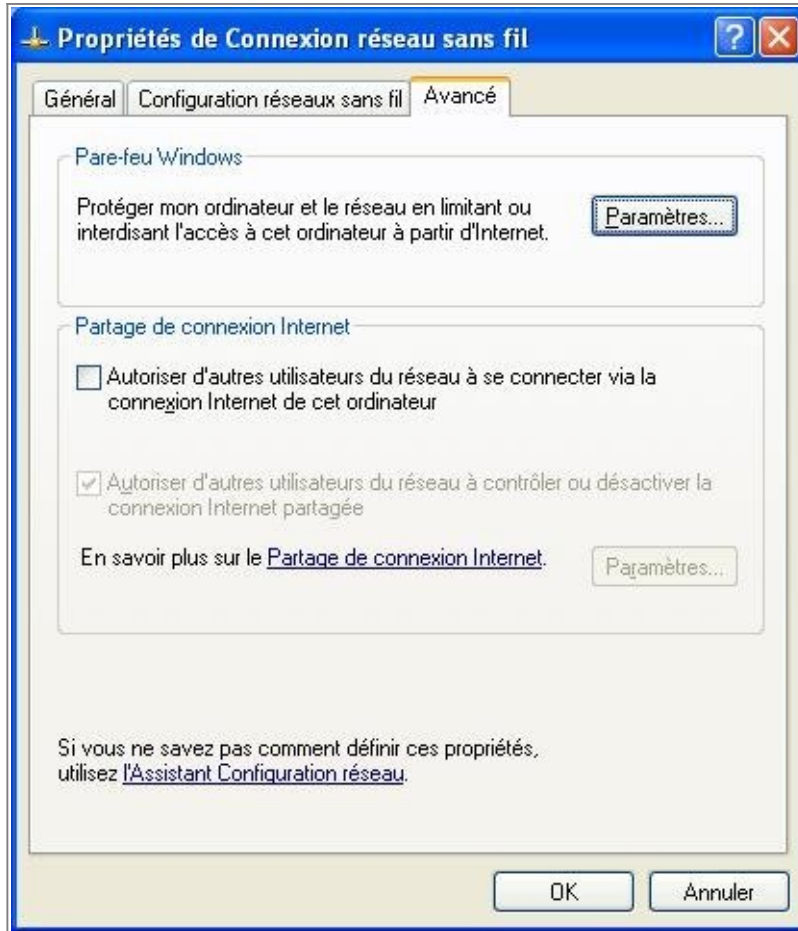 Propriétés de Connexion réseau sans fil
Général
Configuration réseaux sans fil
Avancé
Pare-feu Windows
Protéger mon ordinateur et le réseau en limitant ou
interdisant l'accès à cet ordinateur à partir d'Internet.
Paramètres...
Partage de connexion Internet
Autoriser d'autres utilisateurs du réseau à se connecter via la
connexion Internet de cet ordinateur
Autoriser d'autres utilisateurs du réseau à contrôler ou désactiver la
connexion Internet partagée
En savoir plus sur le Partage de connexion Internet.
Paramètres...
Si vous ne savez pas comment définir ces propriétés,
utilisez l'Assistant Configuration réseau.
OK
Annuler